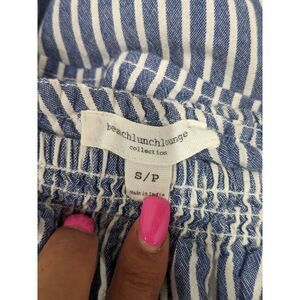 beachlunchlounge
collection
S/P
Made in India